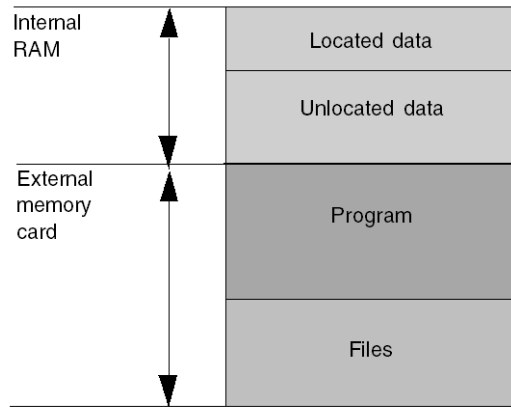 Internal
RAM
Located data
Unlocated data
External
memory
card
Program
Files